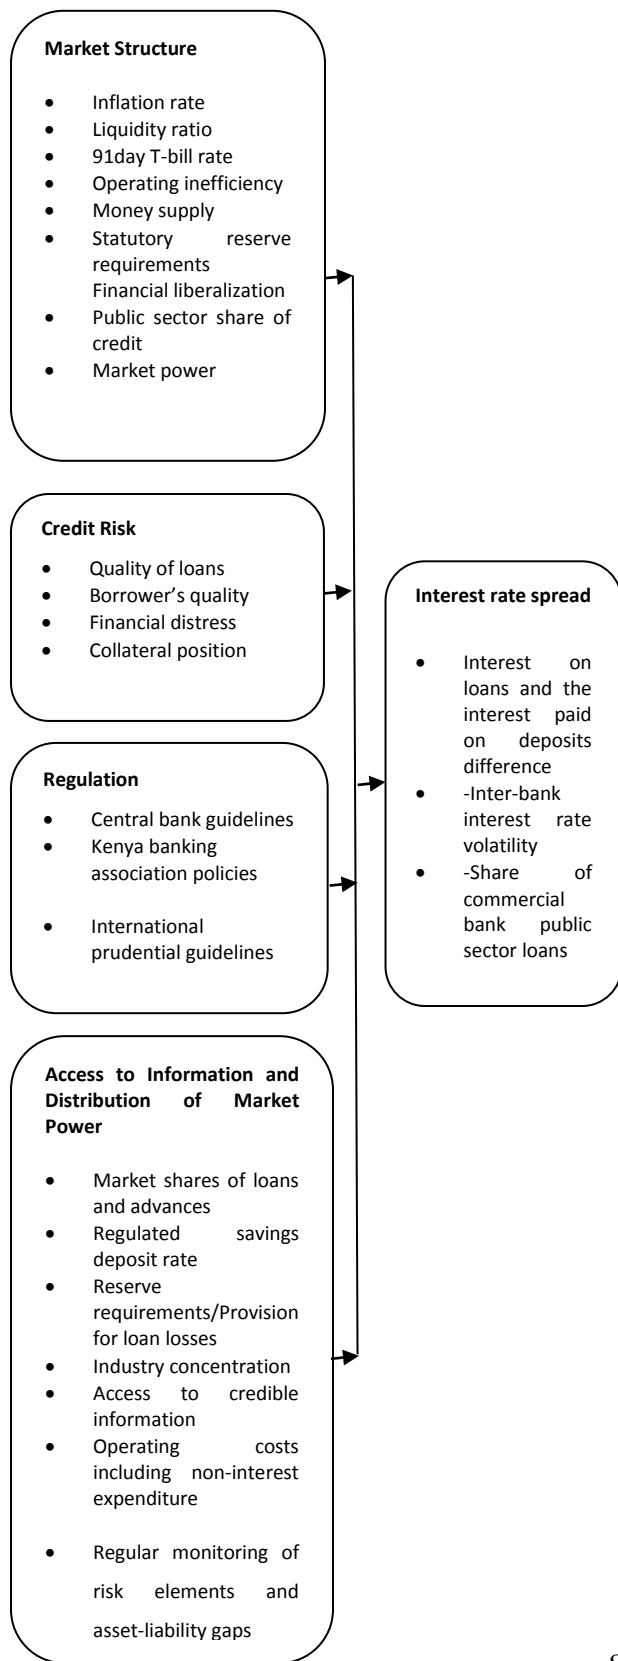 Market Structure
• Inflation rate
• Liquidity ratio
• 91day T-bill rate
• Operating inefficiency
• Money supply
• Statutory reserve
requirements
Financial liberalization
• Public sector share of
credit
• Market power
Credit Risk
• Quality of loans
• Borrower’s quality
• Financial distress
• Collateral position
Regulation
• Central bank guidelines
• Kenya banking
association policies
• International
prudential guidelines
Access to Information and
Distribution of Market
Power
• Market shares of loans
and advances
• Regulated savings
deposit rate
• Reserve
requirements/Provision
for loan losses
• Industry concentration
• Access to credible
information
• Operating costs
including non-interest
expenditure
• Regular monitoring of
risk elements and
asset-liability gaps
Interest rate spread
• Interest on
loans and the
interest paid
on deposits
difference
• -Inter-bank
interest rate
volatility
• -Share of
commercial
bank public
sector loans